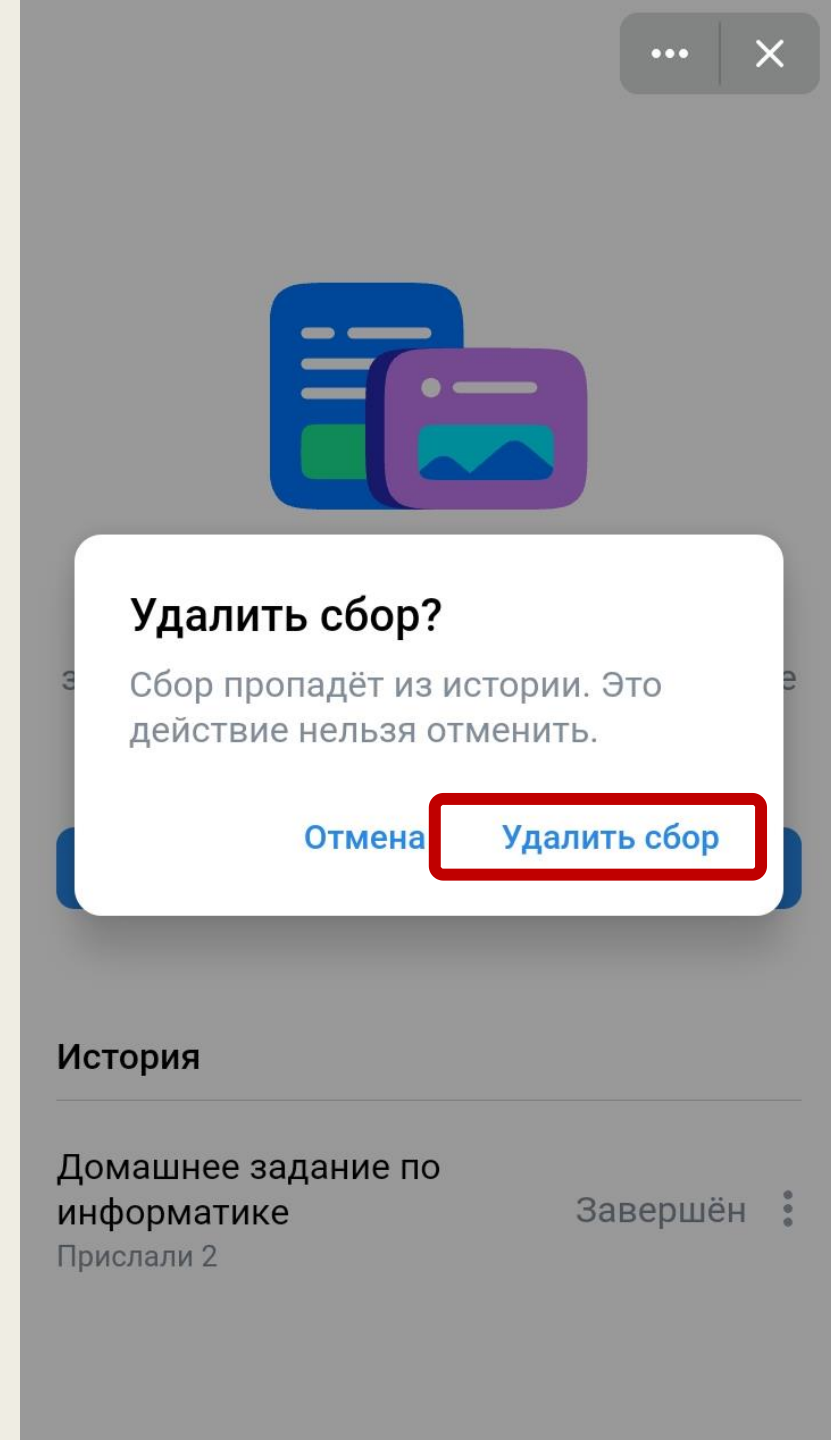 Удалить сбор?
Сбор пропадёт из истории. Это
действие нельзя отменить.
Отмена Удалить сбор
История
Домашнее задание по
информатике
Завершён
Прислали 2